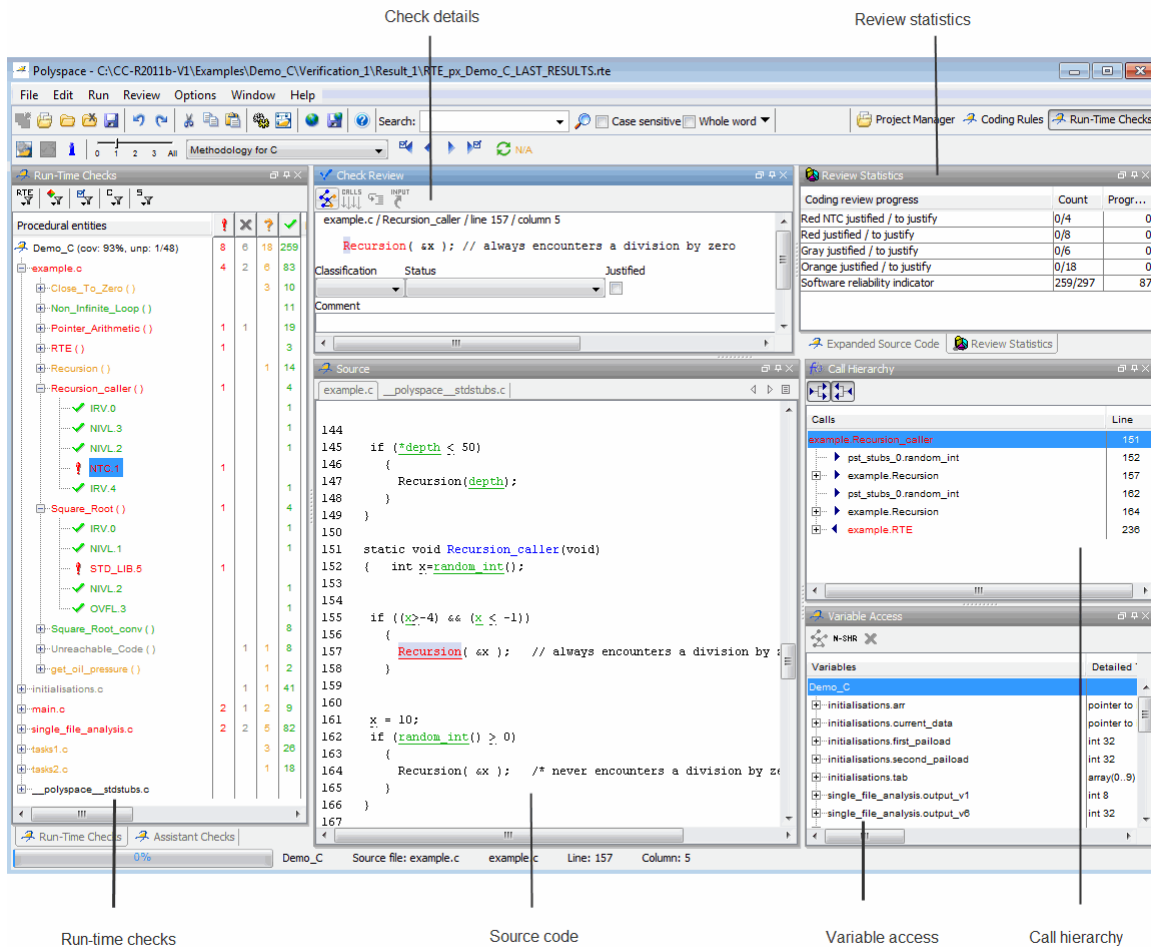 Check details
Review statistics
Polyspace - C:\CC-R2011b-V1\Examples\Demo_C\Verification_1\Result_1\RTE_px_Demo_C_LAST_RESULTS.rte
File Edit Run Review Options Window Help
Search: Case sensitive Whole word Project Manager Coding Rules Run-Time Checks
0 1 2 3 All Methodology for C N/A
Run-Time Checks
RTE C S
Procedural entities
Demo_C (cov: 93%, unp: 1/48) 8 6 18 259
example.c 4 2 6 83
Close_To_Zero () 3 10
Non_Infinite_Loop () 11
Pointer_Arithmetic () 1 1 19
RTE () 1 3
Recursion () 1 14
Recursion_caller () 1 4
IRV.0 1
NIVL.3 1
NIVL.2 1
NTC.1 1
IRV.4 1
Square_Root () 1 4
IRV.0 1
NIVL.1 1
STD_LIB.5 1
NIVL.2 1
OVFL.3 1
Square_Root_conv () 8
Unreachable_Code () 1 1 8
get_oil_pressure () 1 2
initialisations.c 1 1 41
main.c 2 1 2 9
single_file_analysis.c 2 2 5 82
tasks1.c 3 26
tasks2.c 1 18
__polyspace__stdstubs.c
Run-Time Checks Assistant Checks
Check Review
CALLS INPUT
example.c / Recursion_caller / line 157 / column 5
Recursion( &x ); // always encounters a division by zero
Classification Status Justified
Comment
Source
example.c __polyspace__stdstubs.c
144
145 if (*depth < 50)
146 {
147 Recursion(depth);
148 }
149 }
150
151 static void Recursion_caller(void)
152 { int x=random_int();
153
154
155 if ((x>-4) && (x < -1))
156 {
157 Recursion( &x ); // always encounters a division by
158 }
159
160
161 x = 10;
162 if (random_int() > 0)
163 {
164 Recursion( &x ); /* never encounters a division by ze
165 }
166 }
167
Review Statistics
Coding review progress Count Progr...
Red NTC justified / to justify 0/4 0
Red justified / to justify 0/8 0
Gray justified / to justify 0/6 0
Orange justified / to justify 0/18 0
Software reliability indicator 259/297 87
Expanded Source Code Review Statistics
Call Hierarchy
Calls Line
example.Recursion_caller 151
pst_stubs_0.random_int 152
example.Recursion 157
pst_stubs_0.random_int 162
example.Recursion 164
example.RTE 236
Variable Access
N-SHR
Variables Detailed
Demo_C
initialisations.arr pointer to
initialisations.current_data pointer to
initialisations.first_paiload int 32
initialisations.second_paiload int 32
initialisations.tab array(0..9)
single_file_analysis.output_v1 int 8
single_file_analysis.output_v6 int 32
0% Demo_C Source file: example.c example.c Line: 157 Column: 5
Run-time checks
Source code
Variable access
Call hierarchy